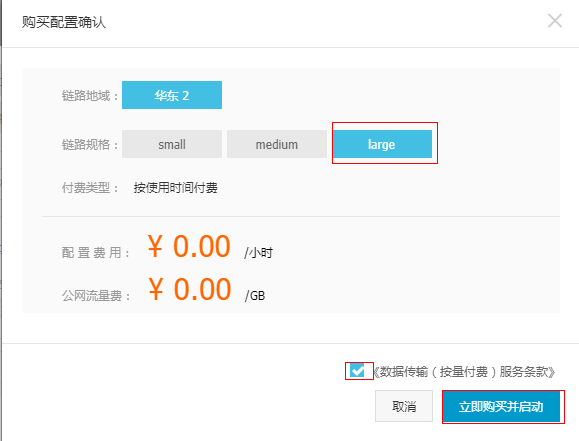 购买配置确认
链路地域： 华东 2
链路规格： small medium large
付费类型： 按使用时间付费
配 置 费 用： ¥ 0.00 /小时
公网流量费： ¥ 0.00 /GB
《数据传输（按量付费）服务条款》
取消 立即购买并启动